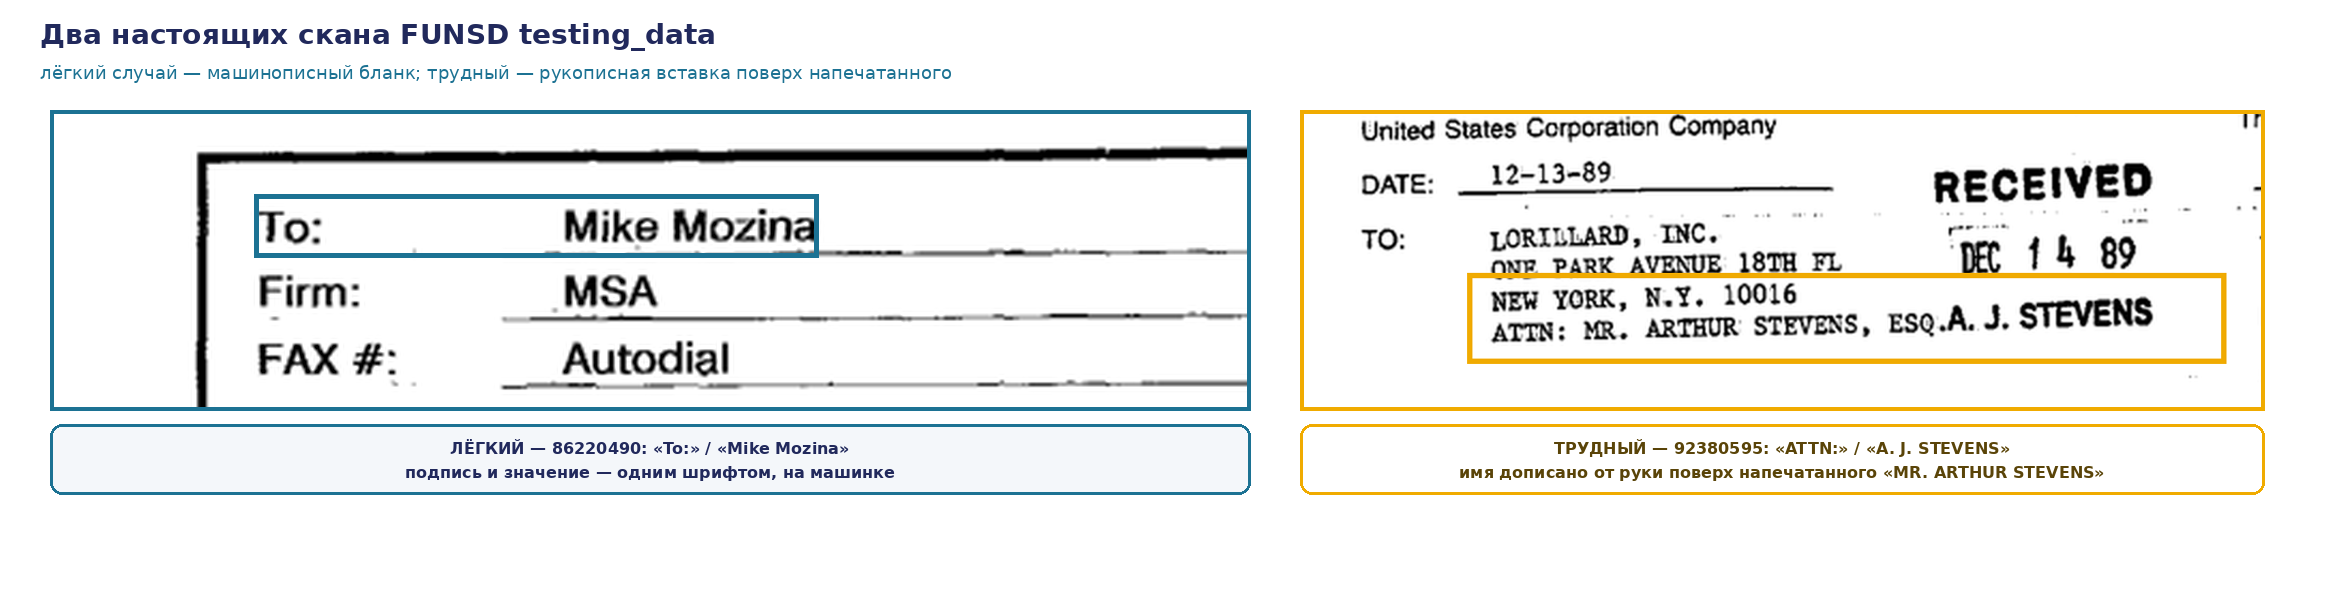 Два настоящих скана FUNSD testing_data
лёгкий случай — машинописный бланк; трудный — рукописная вставка поверх напечатанного
To: Mike Mozina
Firm: MSA
FAX #: Autodial
United States Corporation Company
DATE: 12-13-89
RECEIVED
TO: LORILLARD, INC.
ONE PARK AVENUE 18TH FL
DEC 14 89
NEW YORK, N.Y. 10016
ATTN: MR. ARTHUR STEVENS, ESQ.A. J. STEVENS
ЛЁГКИЙ — 86220490: «To:» / «Mike Mozina»
подпись и значение — одним шрифтом, на машинке
ТРУДНЫЙ — 92380595: «ATTN:» / «A. J. STEVENS»
имя дописано от руки поверх напечатанного «MR. ARTHUR STEVENS»